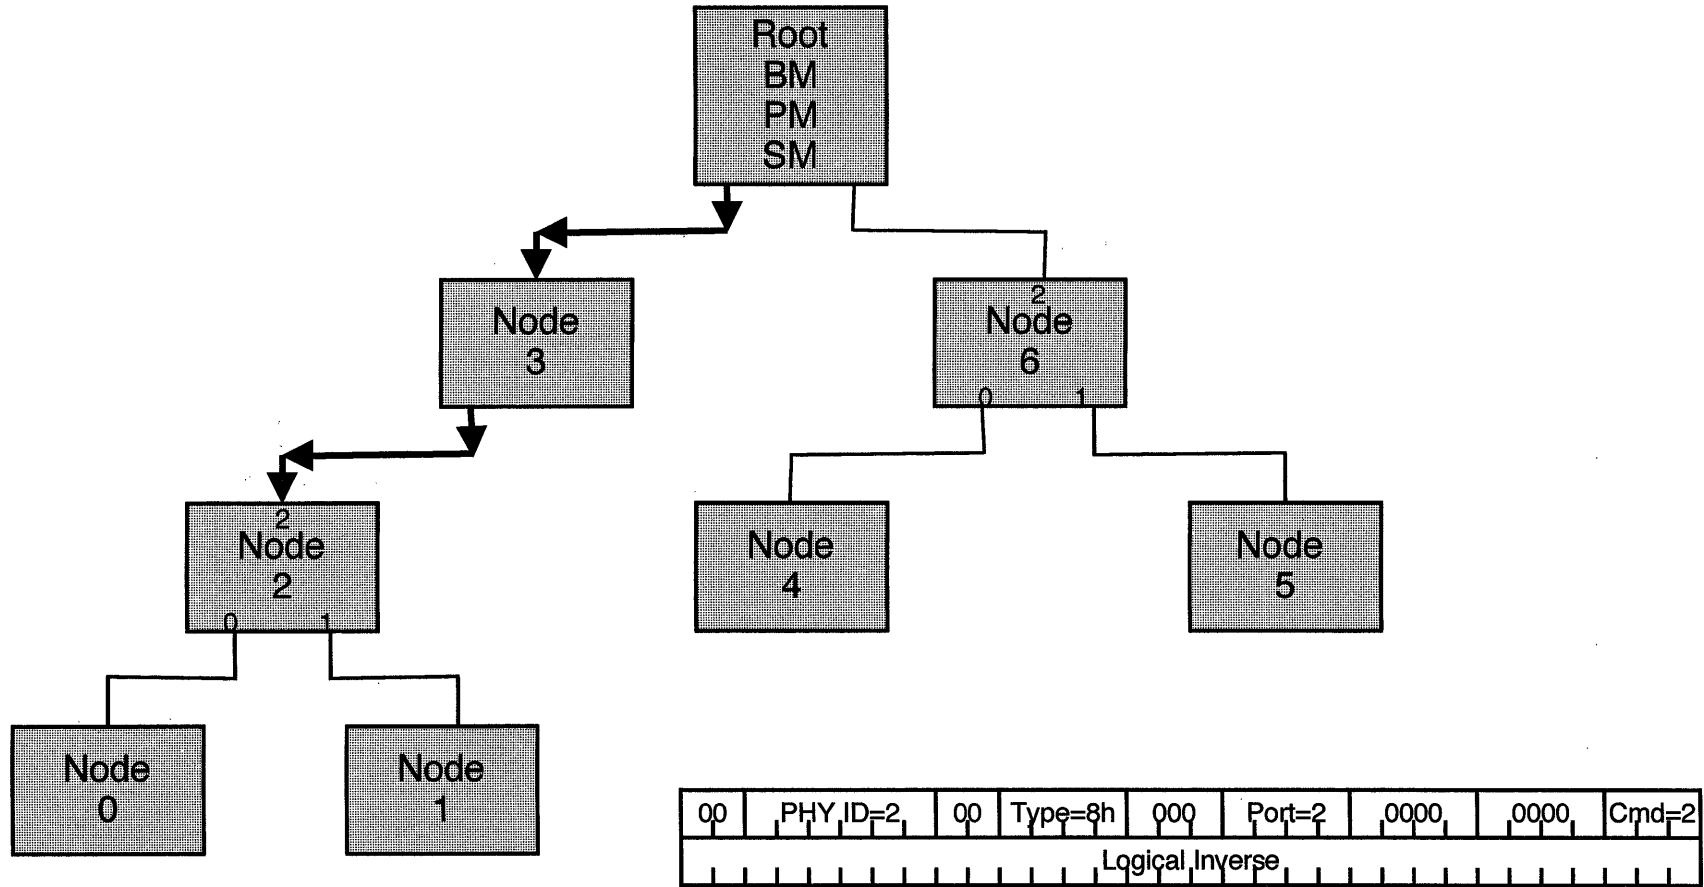 Root
BM
PM
SM
Node
3
2
Node
6
0 1
2
Node
2
0 1
Node
4
Node
5
Node
0
Node
1
00 PHY ID=2 00 Type=8h 000 Port=2 0000 0000 Cmd=2
Logical Inverse